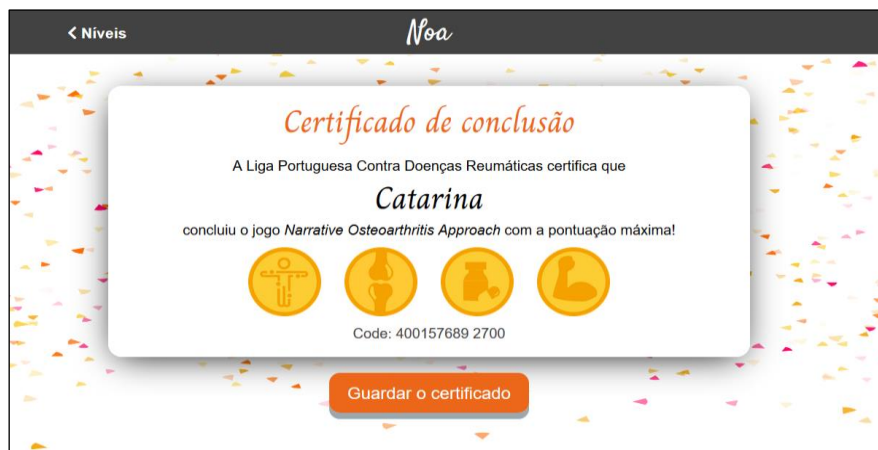 Níveis
Noa
Certificado de conclusão
A Liga Portuguesa Contra Doenças Reumáticas certifica que
Catarina
concluiu o jogo Narrative Osteoarthritis Approach com a pontuação máxima!
Code: 400157689 2700
Guardar o certificado